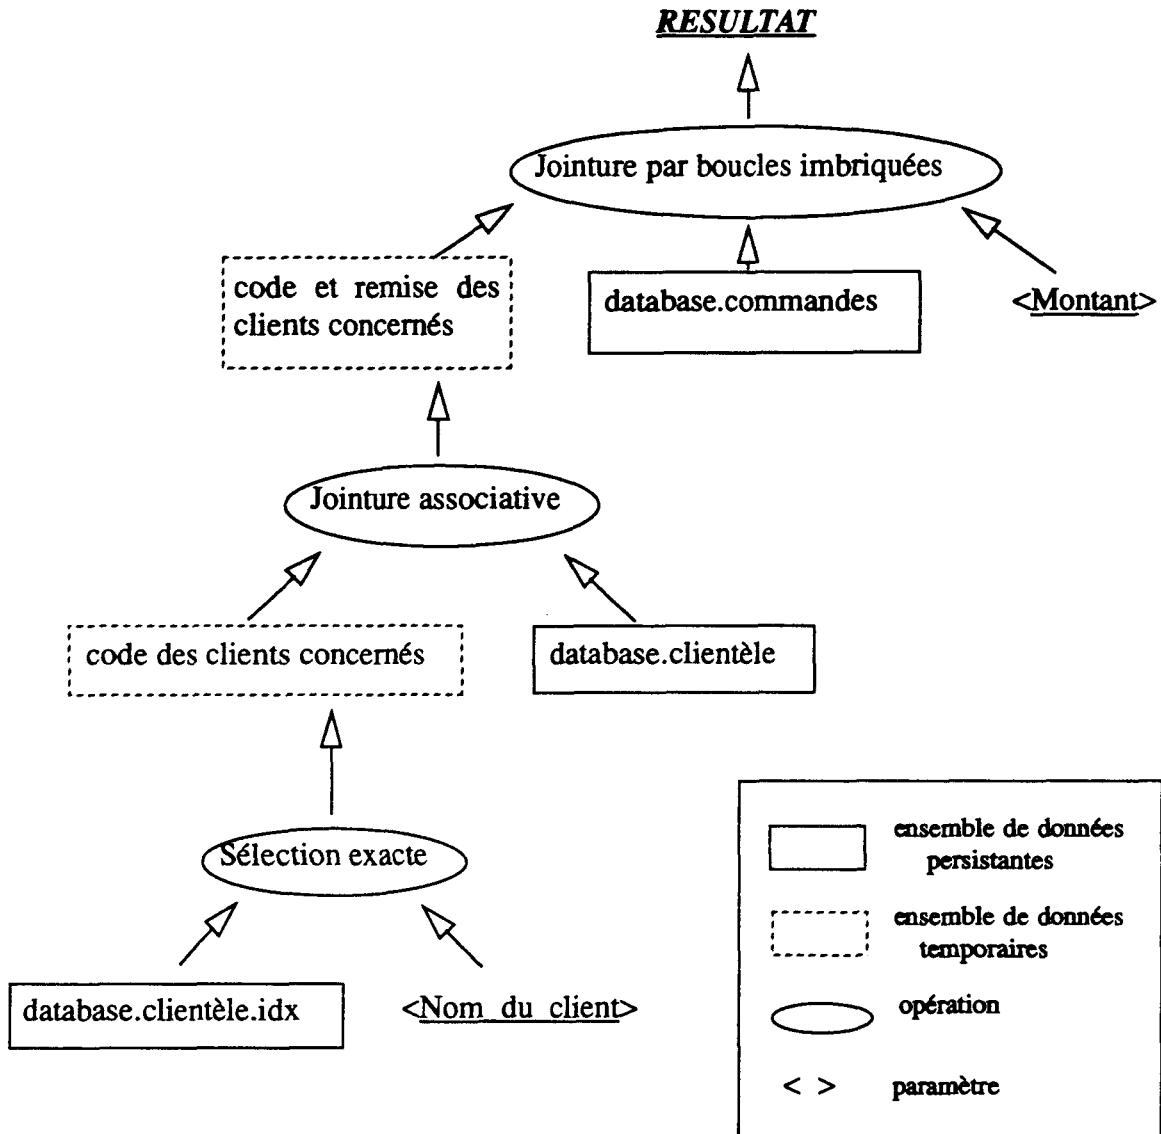 RESULTAT
Jointure par boucles imbriquées
code et remise des
clients concernés
database.commandes
<Montant>
Jointure associative
code des clients concernés
database.clientèle
Sélection exacte
database.clientèle.idx
<Nom du client>
ensemble de données
persistantes
ensemble de données
temporaires
opération
< > paramètre